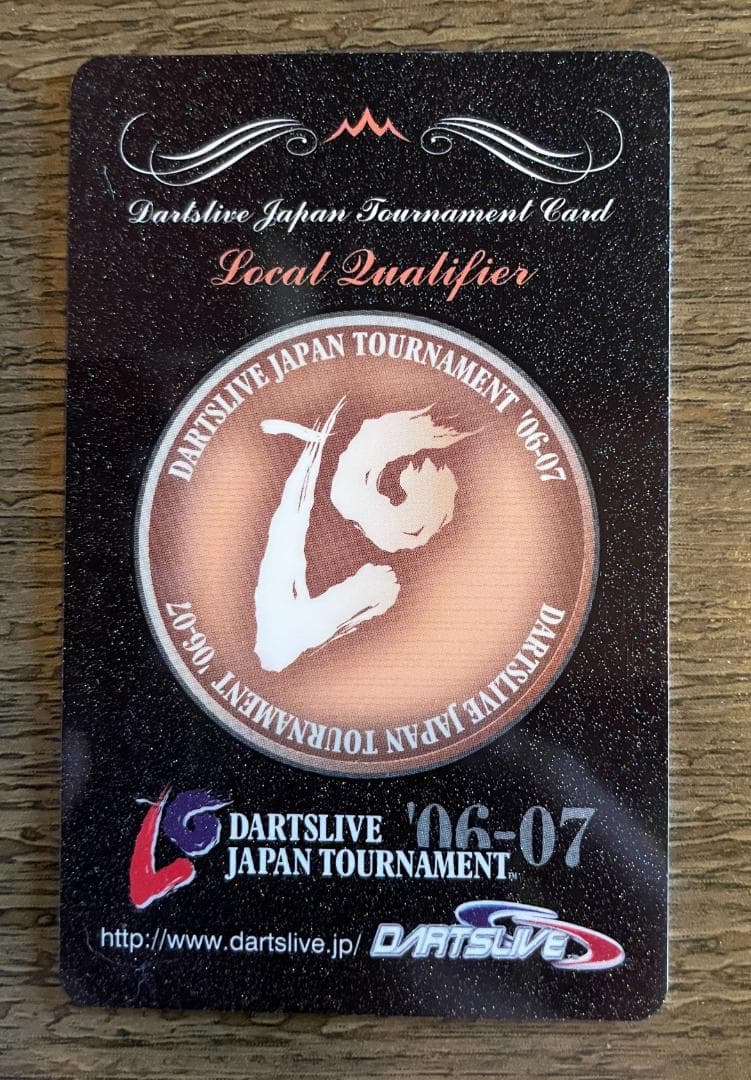 Dartslive Japan Tournament Card
Local Qualifier
DARTSLIVE JAPAN TOURNAMENT '06-07
DARTSLIVE JAPAN TOURNAMENT '06-07
DARTSLIVE '06-07
JAPAN TOURNAMENT™
http://www.dartslive.jp/ DARTSLIVE